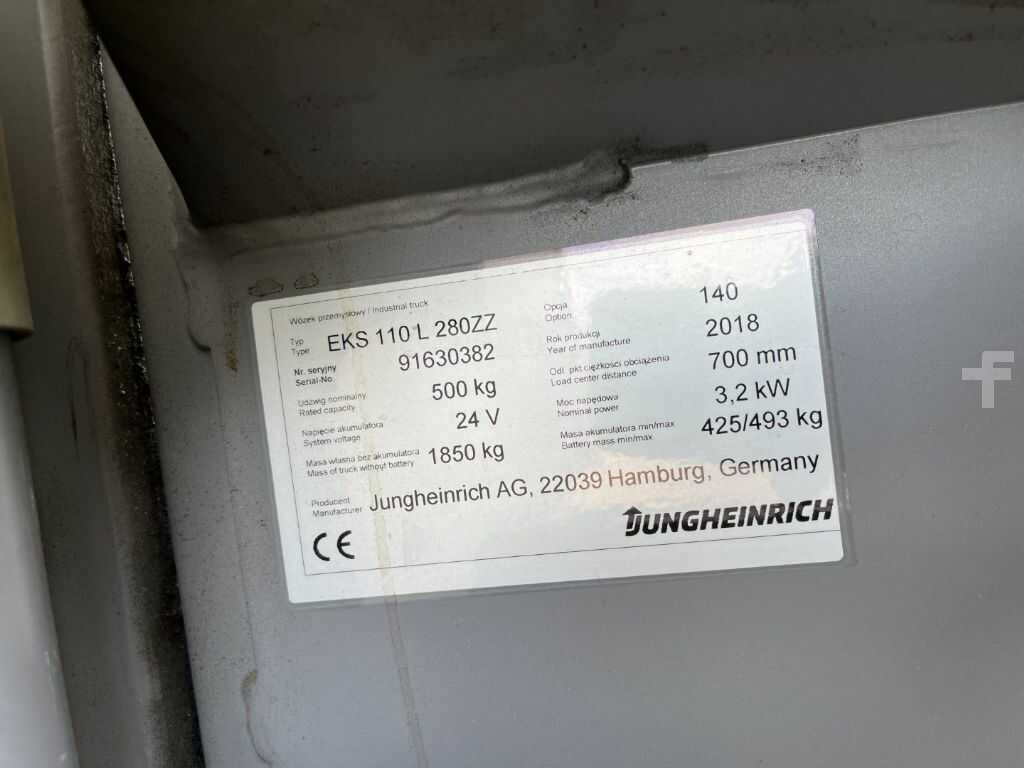 Wózek przemysłowy / Industrial truck
Typ
Type
EKS 110 L 280ZZ
Nr. seryjny
Serial-No.
91630382
Udźwig nominalny
Rated capacity
500 kg
Napięcie akumulatora
System voltage
24 V
Masa własna bez akumulatora
Mass of truck without battery
1850 kg
Opcja
Option
140
Rok produkcji
Year of manufacture
2018
Odl. pkt ciężkości obciążenia
Load center distance
700 mm
Moc napędowa
Nominal power
3,2 kW
Masa akumulatora min/max
Battery mass min/max
425/493 kg
Producent
Manufacturer
Jungheinrich AG, 22039 Hamburg, Germany
CE
JUNGHEINRICH
f